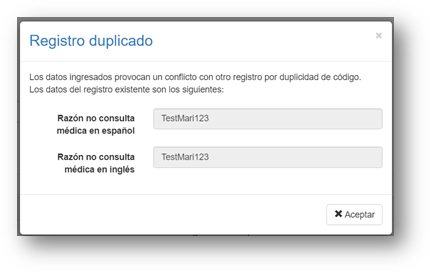 Registro duplicado ×
Los datos ingresados provocan un conflicto con otro registro por duplicidad de código.
Los datos del registro existente son los siguientes:
Razón no consulta
médica en español
TestMari123
Razón no consulta
médica en inglés
TestMari123
✖ Aceptar